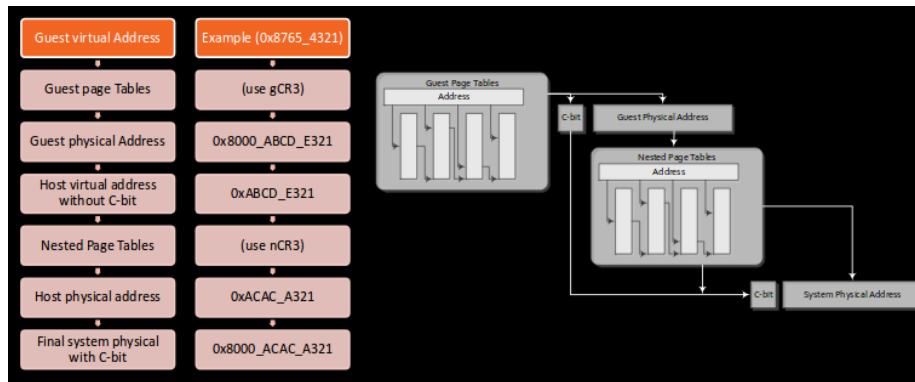 Guest virtual Address
Example (0x8765_4321)
Guest page Tables
(use gCR3)
Guest physical Address
0x8000_ABCD_E321
Host virtual address
without C-bit
0xABCD_E321
Nested Page Tables
(use nCR3)
Host physical address
0xACAC_A321
Final system physical
with C-bit
0x8000_ACAC_A321
Guest Page Tables
Address
C-bit
Guest Physical Address
Nested Page Tables
Address
C-bit
System Physical Address